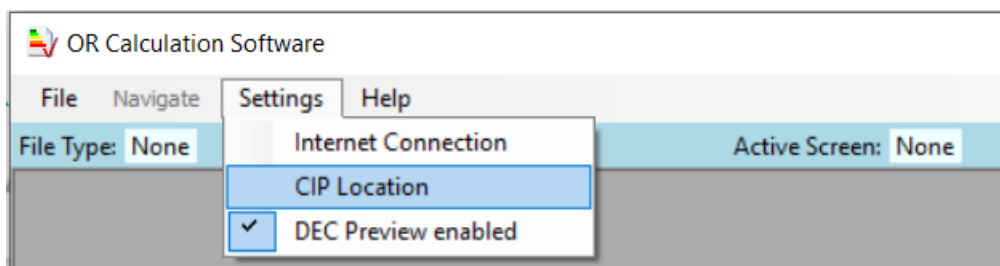 OR Calculation Software
File Navigate Settings Help
File Type: None Active Screen: None
Internet Connection
CIP Location
DEC Preview enabled